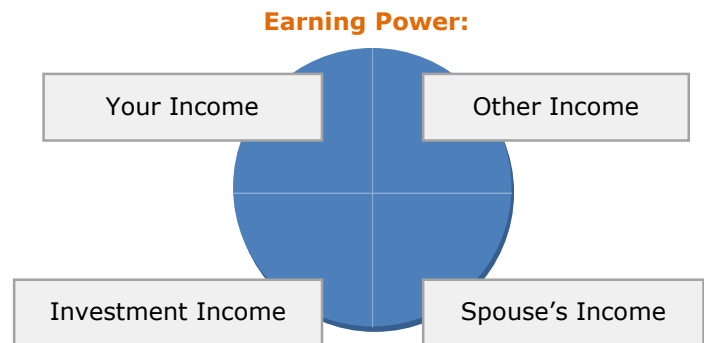 Earning Power:
Your Income
Other Income
Investment Income
Spouse’s Income